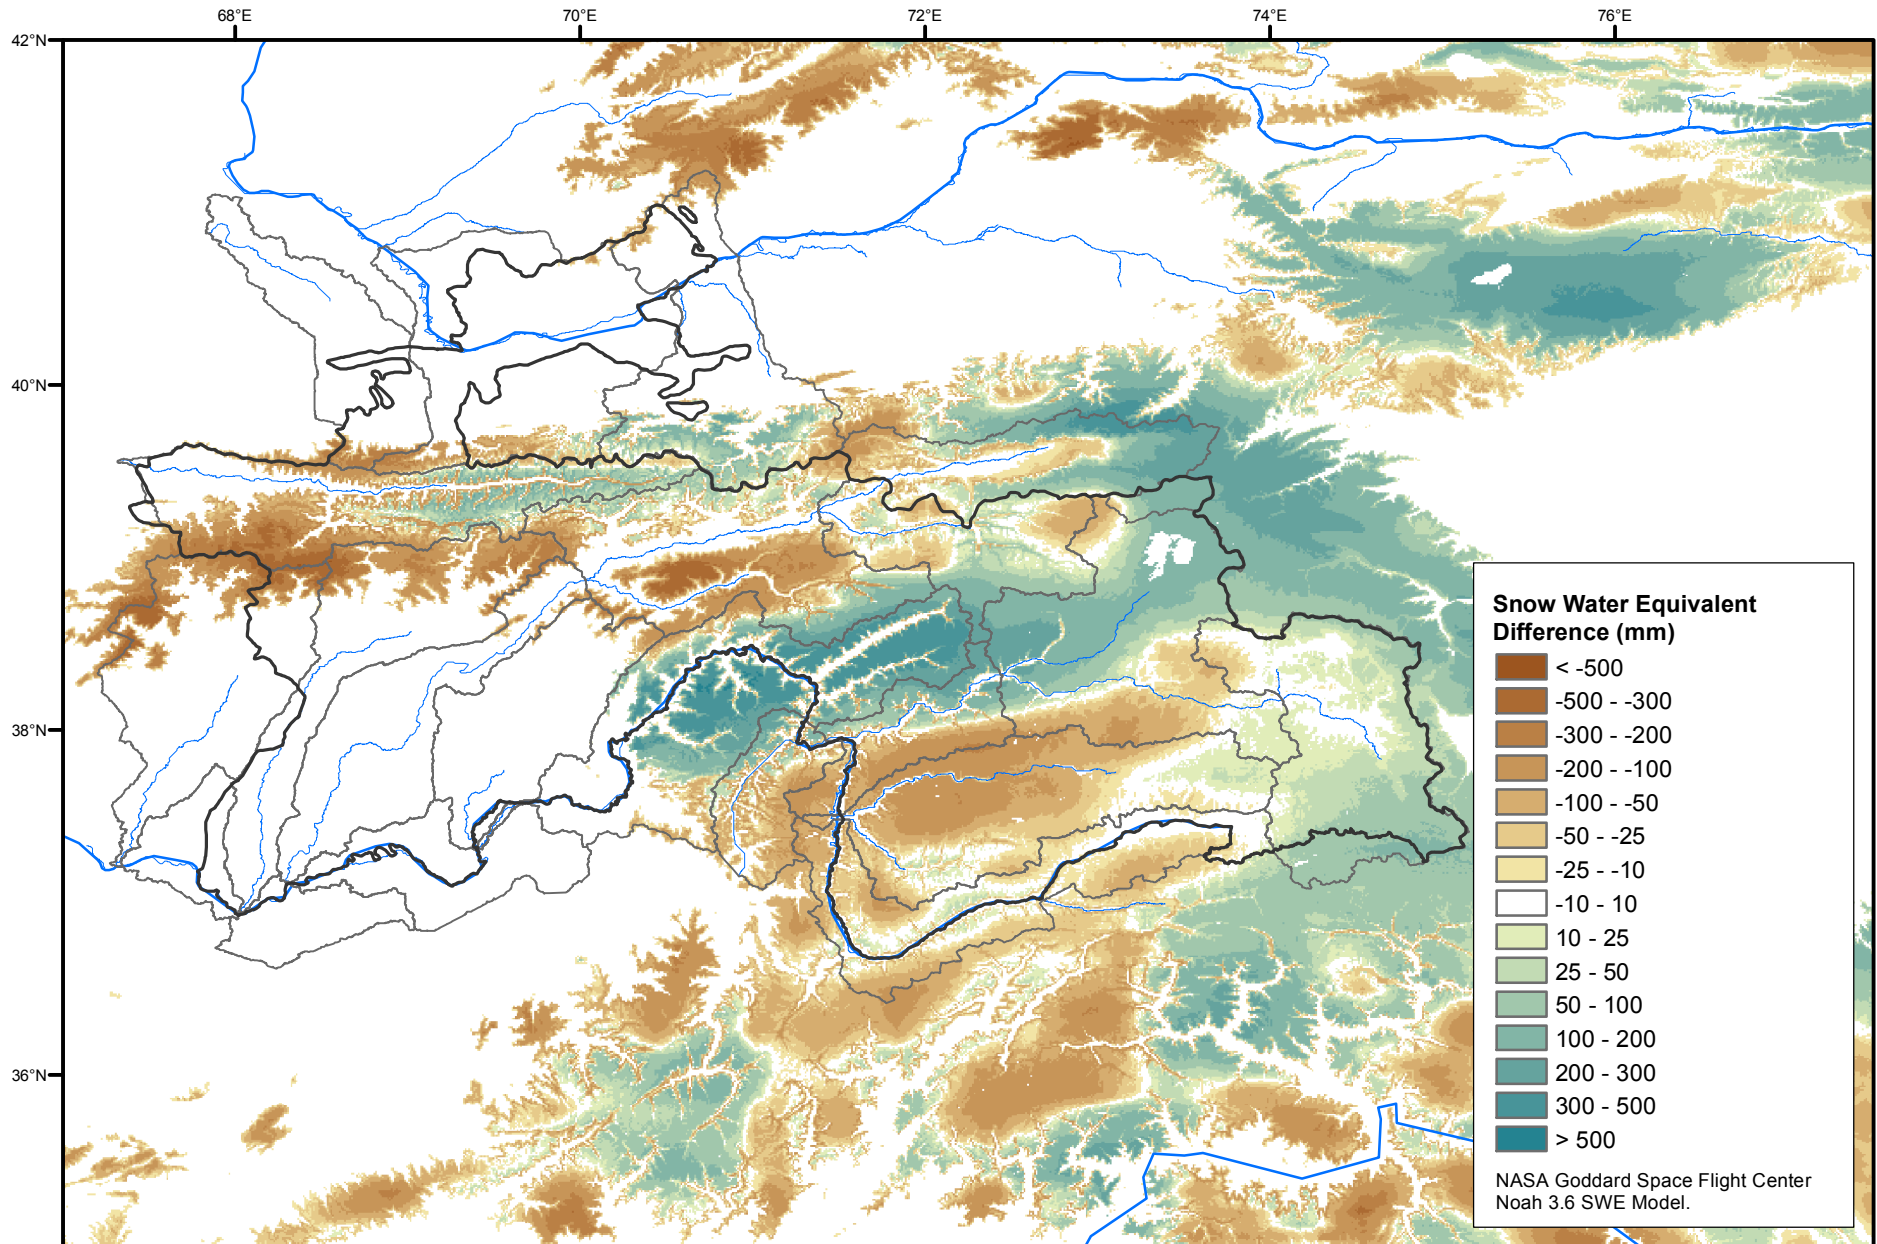 68°E
70°E
72°E
74°E
76°E
42°N
40°N
38°N
36°N
Snow Water Equivalent
Difference (mm)
< -500
-500 - -300
-300 - -200
-200 - -100
-100 - -50
-50 - -25
-25 - -10
-10 - 10
10 - 25
25 - 50
50 - 100
100 - 200
200 - 300
300 - 500
> 500
NASA Goddard Space Flight Center
Noah 3.6 SWE Model.